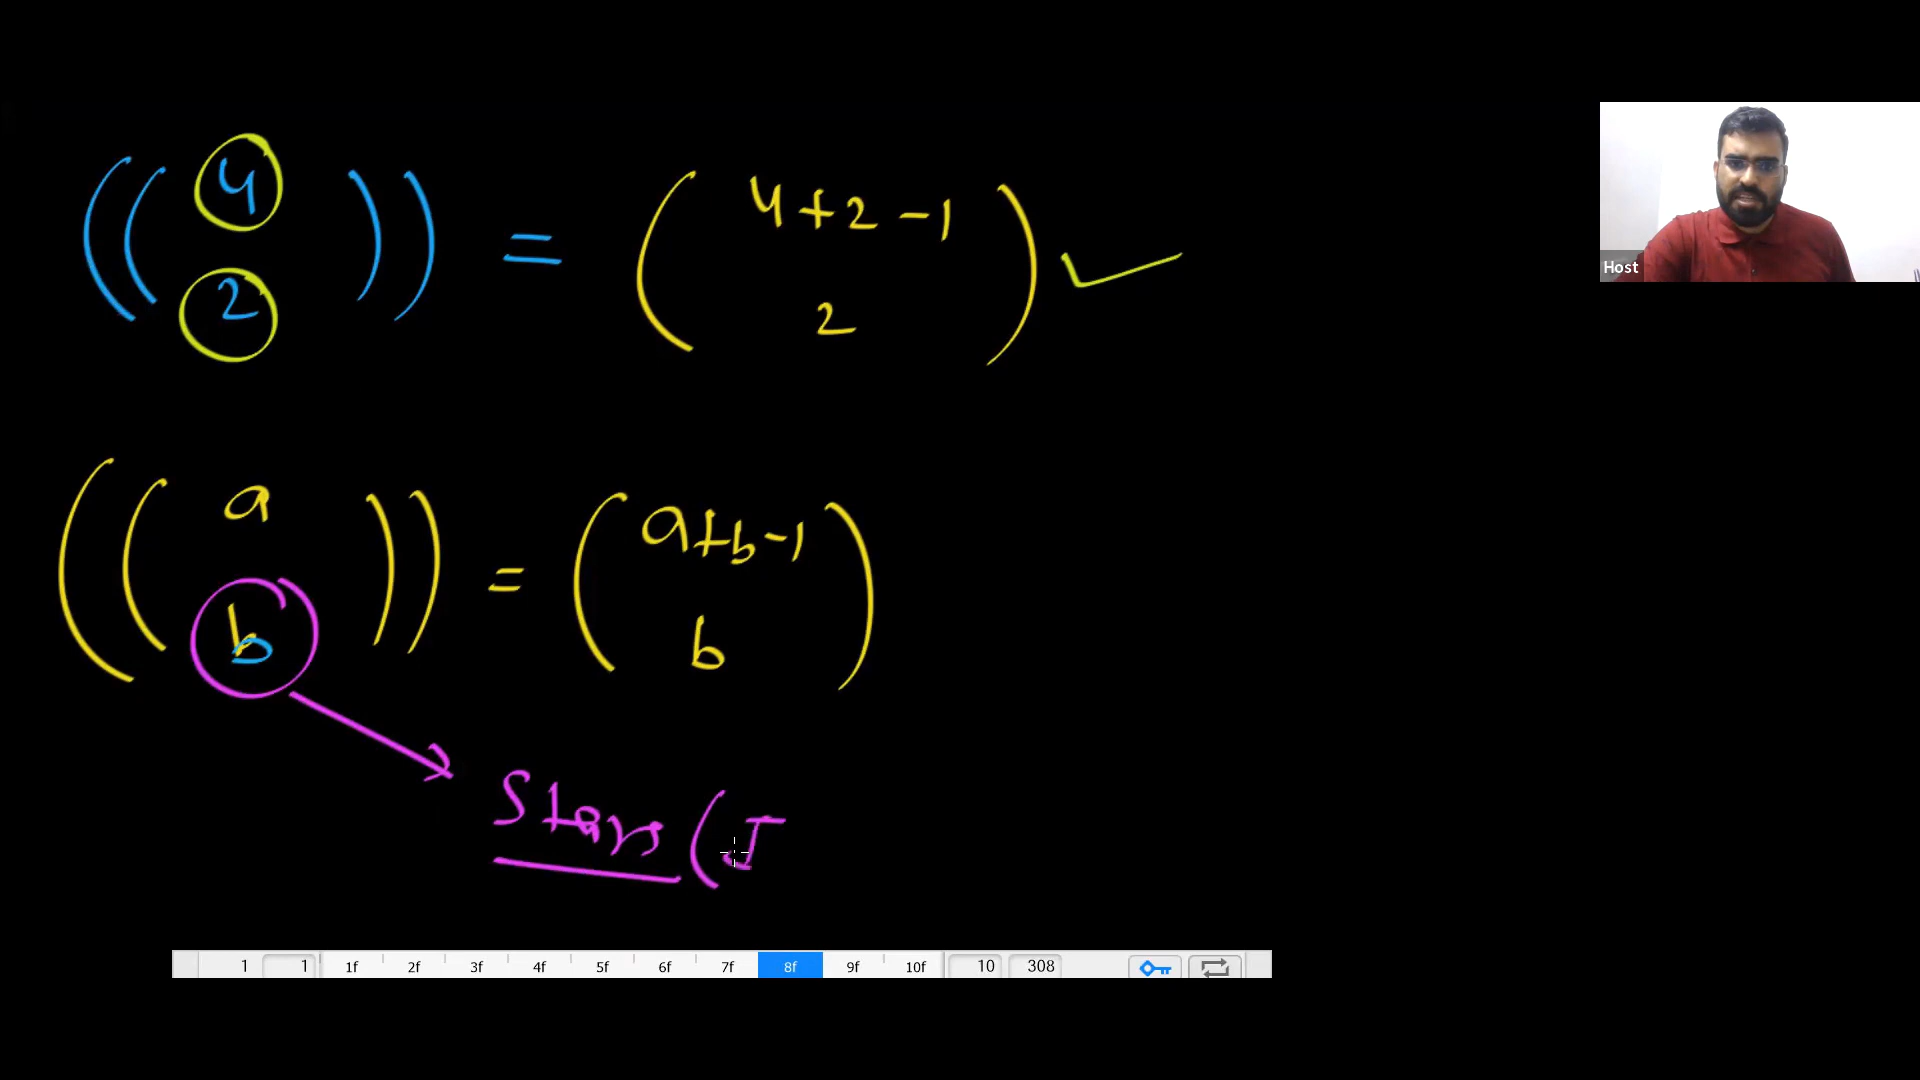 ((4 2)) = (4+2-1 2) ✓
((a b)) = (a+b-1 b)
Stars (I
Host
1 1 1f 2f 3f 4f 5f 6f 7f 8f 9f 10f 10 308